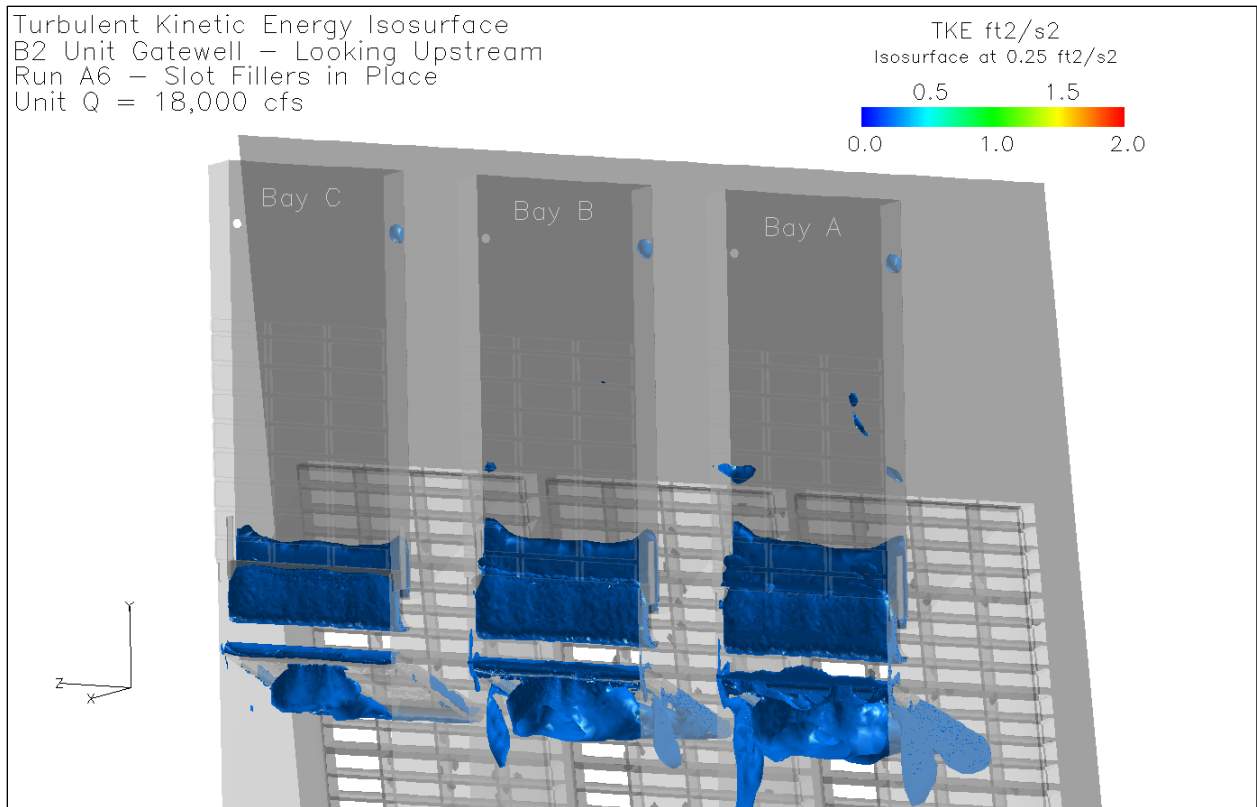 Turbulent Kinetic Energy Isosurface
B2 Unit Gatewell – Looking Upstream
Run A6 – Slot Fillers in Place
Unit Q = 18,000 cfs
TKE ft2/s2
Isosurface at 0.25 ft2/s2
0.5 1.5
0.0 1.0 2.0
Bay C
Bay B
Bay A
Y
Z
X